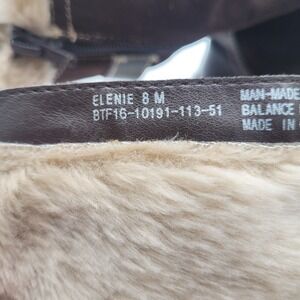 ELENIE 8 M
BTF16-10191-113-51
MAN-MADE
BALANCE
MADE IN